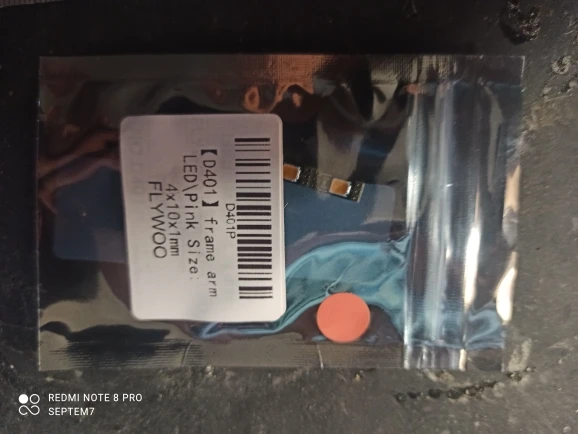 D401P
【D401】frame arm
LED\Pink Size:
4x10x1mm
FLYWOO
REDMI NOTE 8 PRO
SEPTEM7